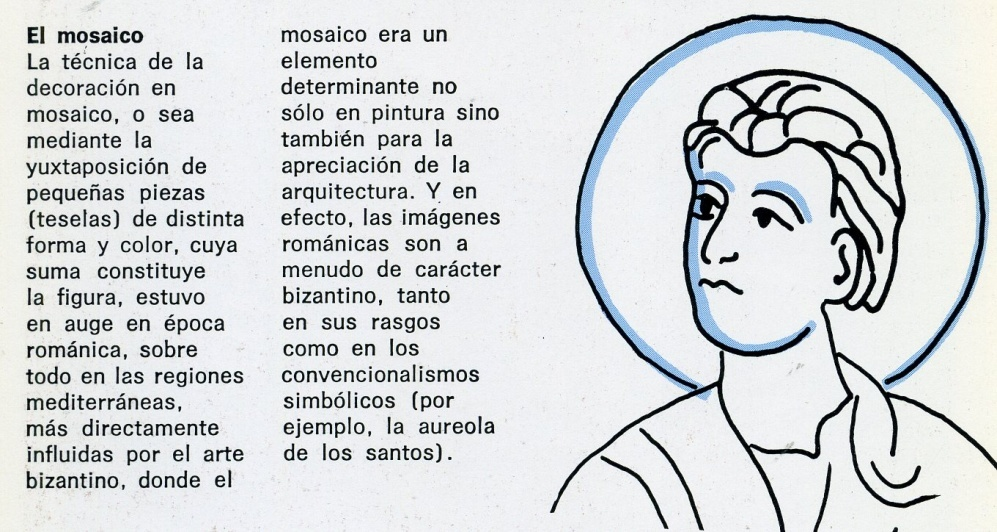 El mosaico
La técnica de la
decoración en
mosaico, o sea
mediante la
yuxtaposición de
pequeñas piezas
(teselas) de distinta
forma y color, cuya
suma constituye
la figura, estuvo
en auge en época
románica, sobre
todo en las regiones
mediterráneas,
más directamente
influidas por el arte
bizantino, donde el
mosaico era un
elemento
determinante no
sólo en pintura sino
también para la
apreciación de la
arquitectura. Y en
efecto, las imágenes
románicas son a
menudo de carácter
bizantino, tanto
en sus rasgos
como en los
convencionalismos
simbólicos (por
ejemplo, la aureola
de los santos).